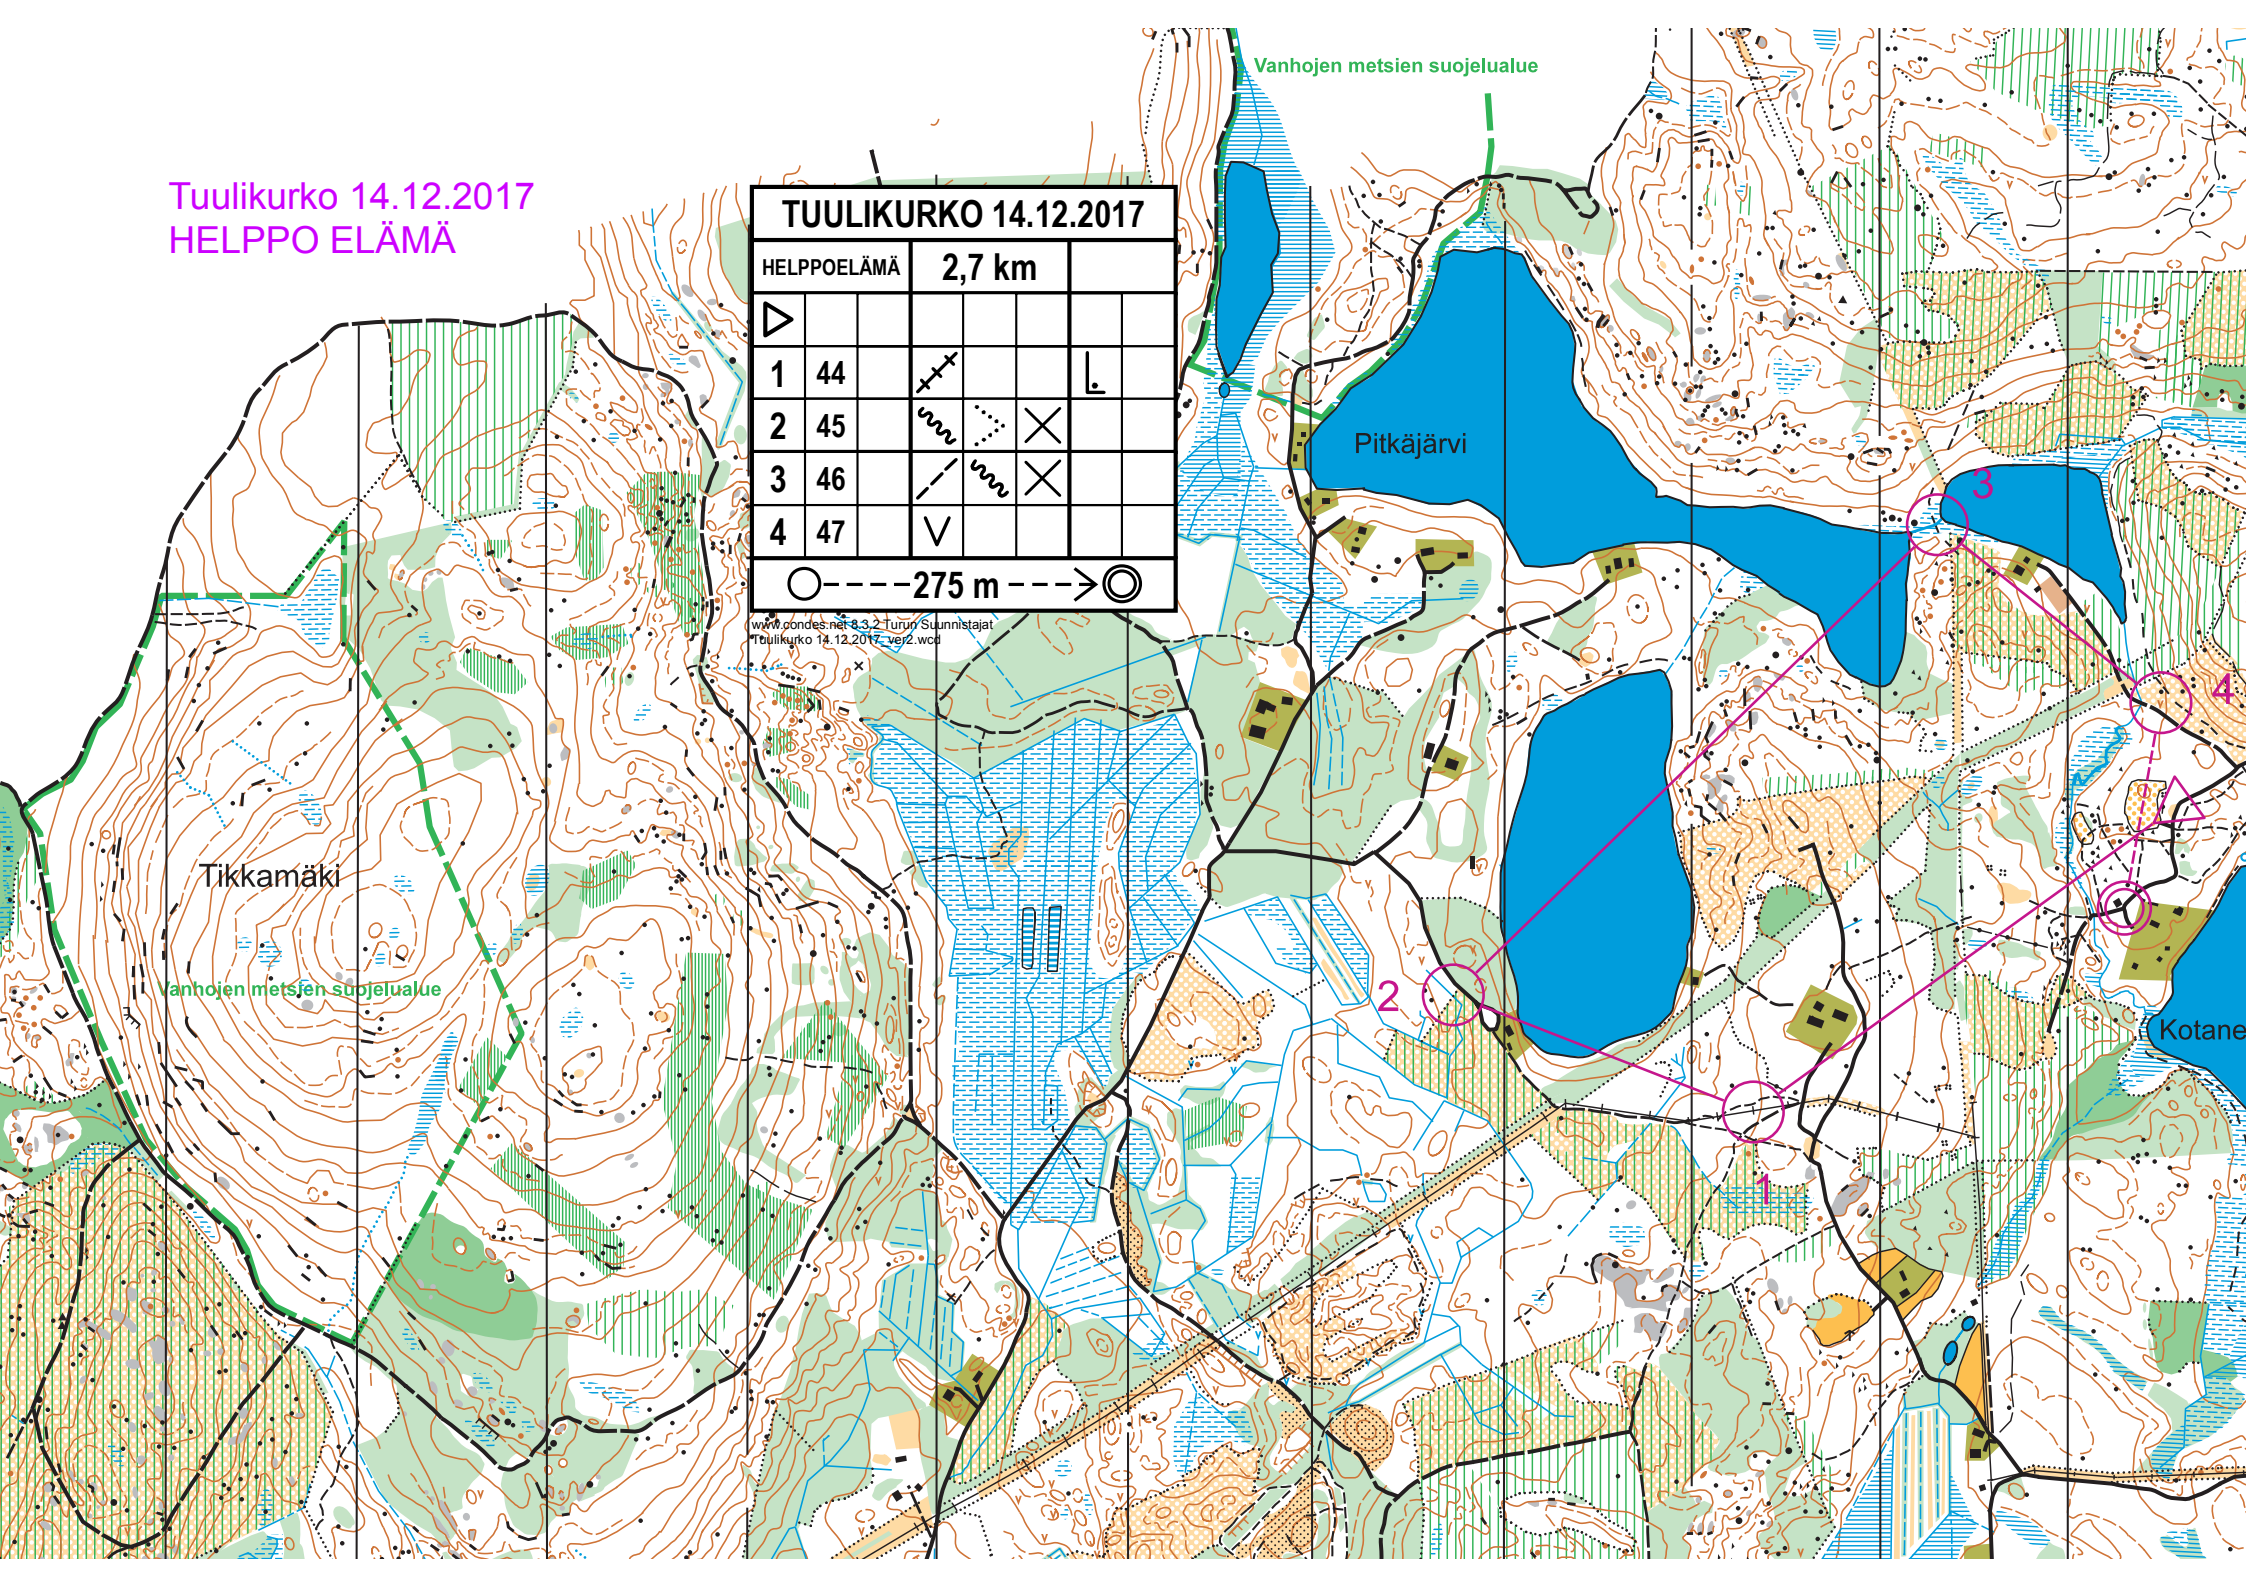 Vanhojen metsien suojelualue
Tuulikurko 14.12.2017
HELPPO ELÄMÄ
TUULIKURKO 14.12.2017
HELPPOELÄMÄ 2,7 km
1 44
2 45
3 46
4 47
275 m
www.condes.net 8.3.2 Turun Suunnistajat
Tuulikurko 14.12.2017_ver2.wcd
Pitkäjärvi
3
4
Tikkamäki
Vanhojen metsien suojelualue
2
Kotane
1